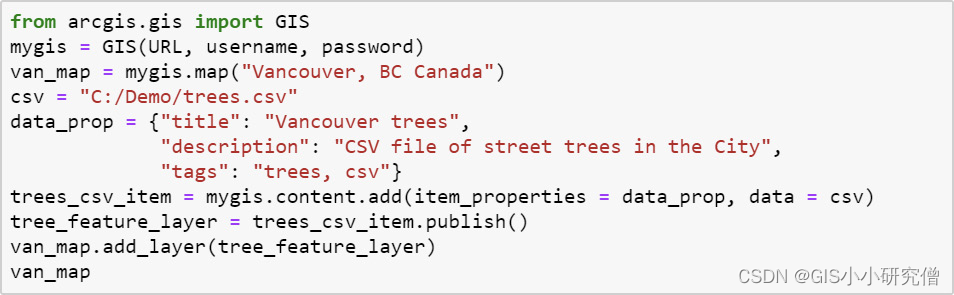 from arcgis.gis import GIS
mygis = GIS(URL, username, password)
van_map = mygis.map("Vancouver, BC Canada")
csv = "C:/Demo/trees.csv"
data_prop = {"title": "Vancouver trees",
             "description": "CSV file of street trees in the City",
             "tags": "trees, csv"}
trees_csv_item = mygis.content.add(item_properties = data_prop, data = csv)
tree_feature_layer = trees_csv_item.publish()
van_map.add_layer(tree_feature_layer)
van_map
CSDN @GIS小小研究僧